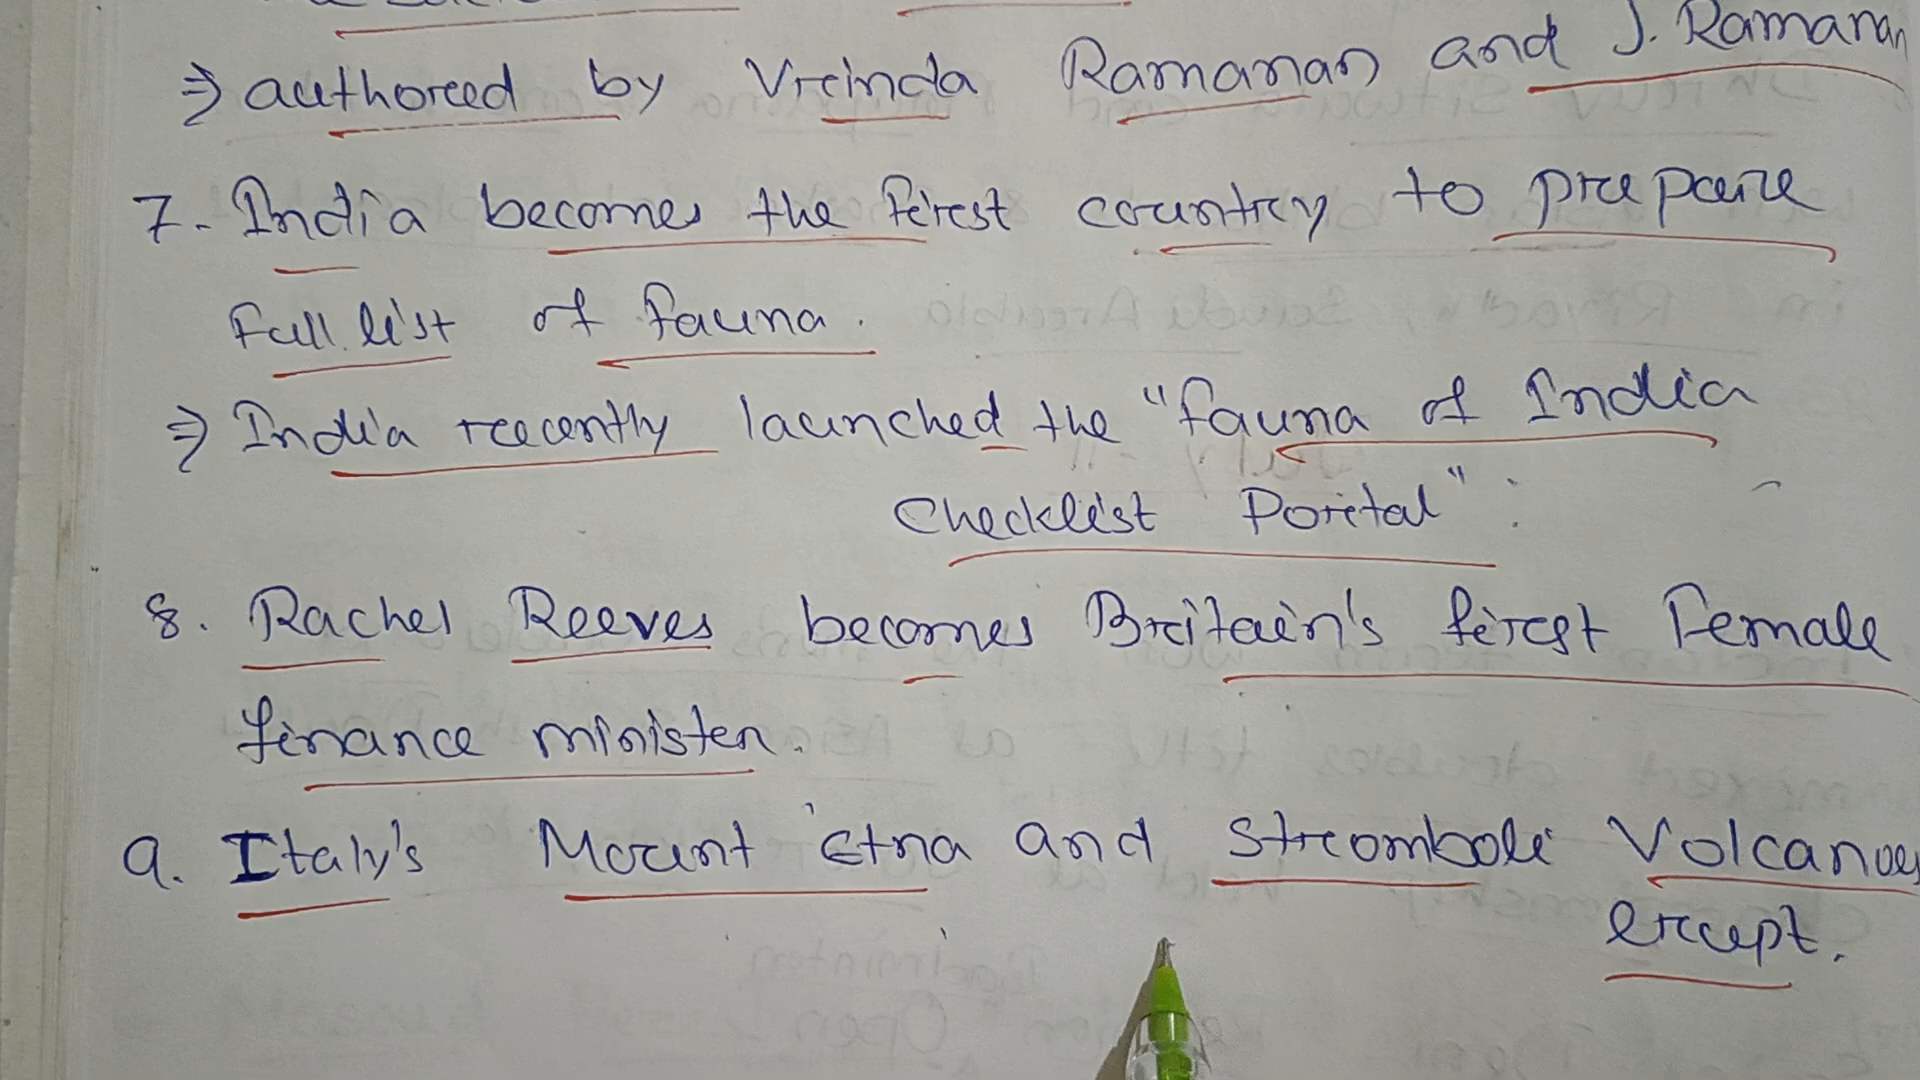 ⇒ authored by Vrinda Ramanan and J. Ramanan
7. India becomes the first country to prepare
full list of fauna.
⇒ India recently launched the "fauna of India
Checklist Portal".
8. Rachel Reeves becomes Britain's first Female
finance minister.
9. Italy's Mount Etna and Stromboli Volcanoes
erupt.